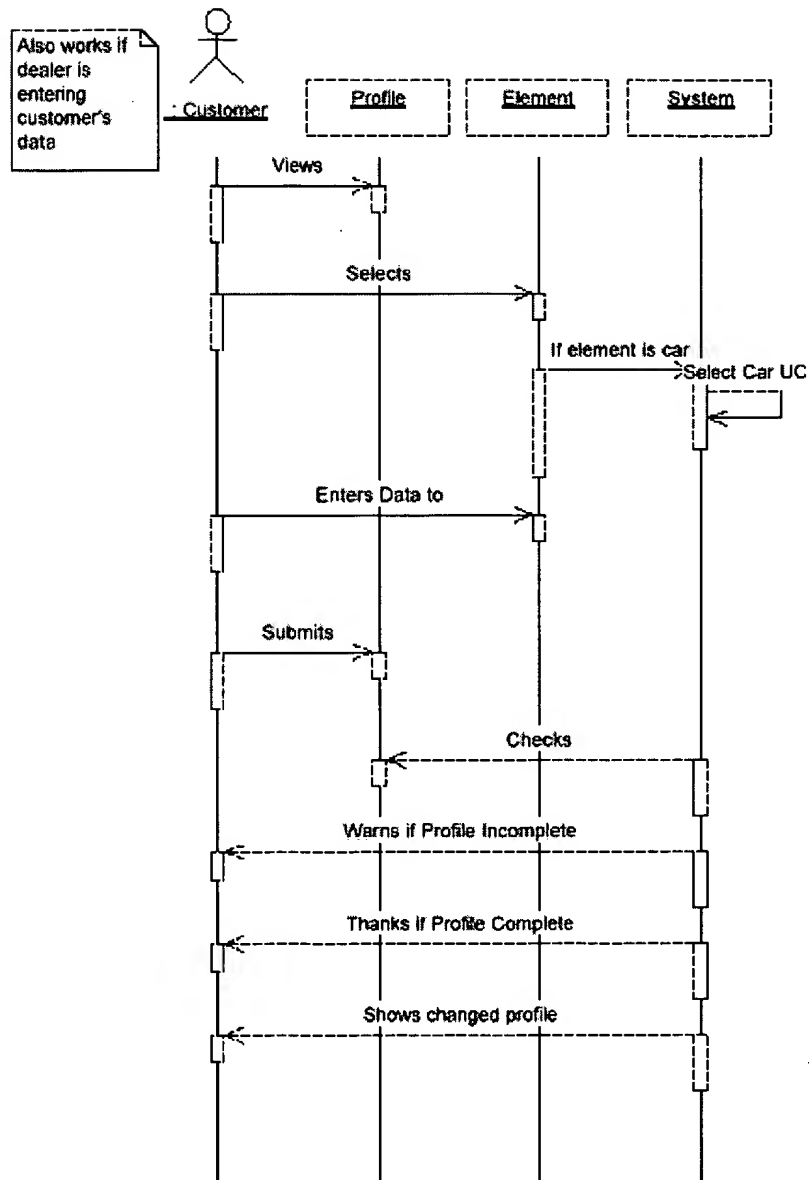 Also works if
dealer is
entering
customer's
data
: Customer
Profile
Element
System
Views
Selects
If element is car
Select Car UC
Enters Data to
Submits
Checks
Warns if Profile Incomplete
Thanks if Profile Complete
Shows changed profile